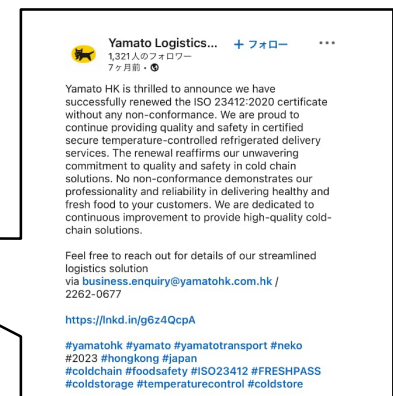 Yamato Logistics... + フォロー ...
1,321人のフォロワー
7ヶ月前 •
Yamato HK is thrilled to announce we have
successfully renewed the ISO 23412:2020 certificate
without any non-conformance. We are proud to
continue providing quality and safety in certified
secure temperature-controlled refrigerated delivery
services. The renewal reaffirms our unwavering
commitment to quality and safety in cold chain
solutions. No non-conformance demonstrates our
professionality and reliability in delivering healthy and
fresh food to your customers. We are dedicated to
continuous improvement to provide high-quality cold-
chain solutions.
Feel free to reach out for details of our streamlined
logistics solution
via business.enquiry@yamatohk.com.hk /
2262-0677
https://lnkd.in/g6z4QcpA
#yamatohk #yamato #yamatotransport #neko
#2023 #hongkong #japan
#coldchain #foodsafety #ISO23412 #FRESHPASS
#coldstorage #temperaturecontrol #coldstore